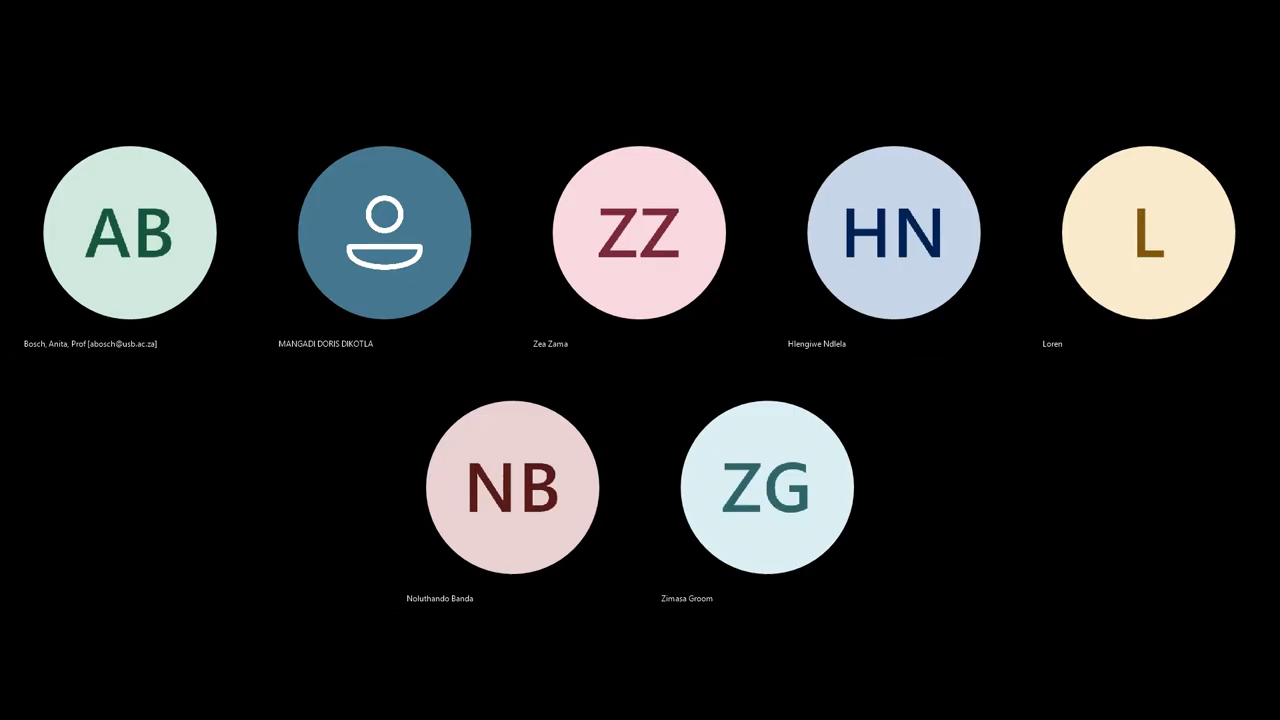 AB
ZZ
HN
L
Bosch, Anita, Prof [abosch@usb.ac.za]
MANGADI DORIS DIKOTLA
Zea Zama
Hlengiwe Ndlela
Loren
NB
ZG
Noluthando Banda
Zimasa Groom